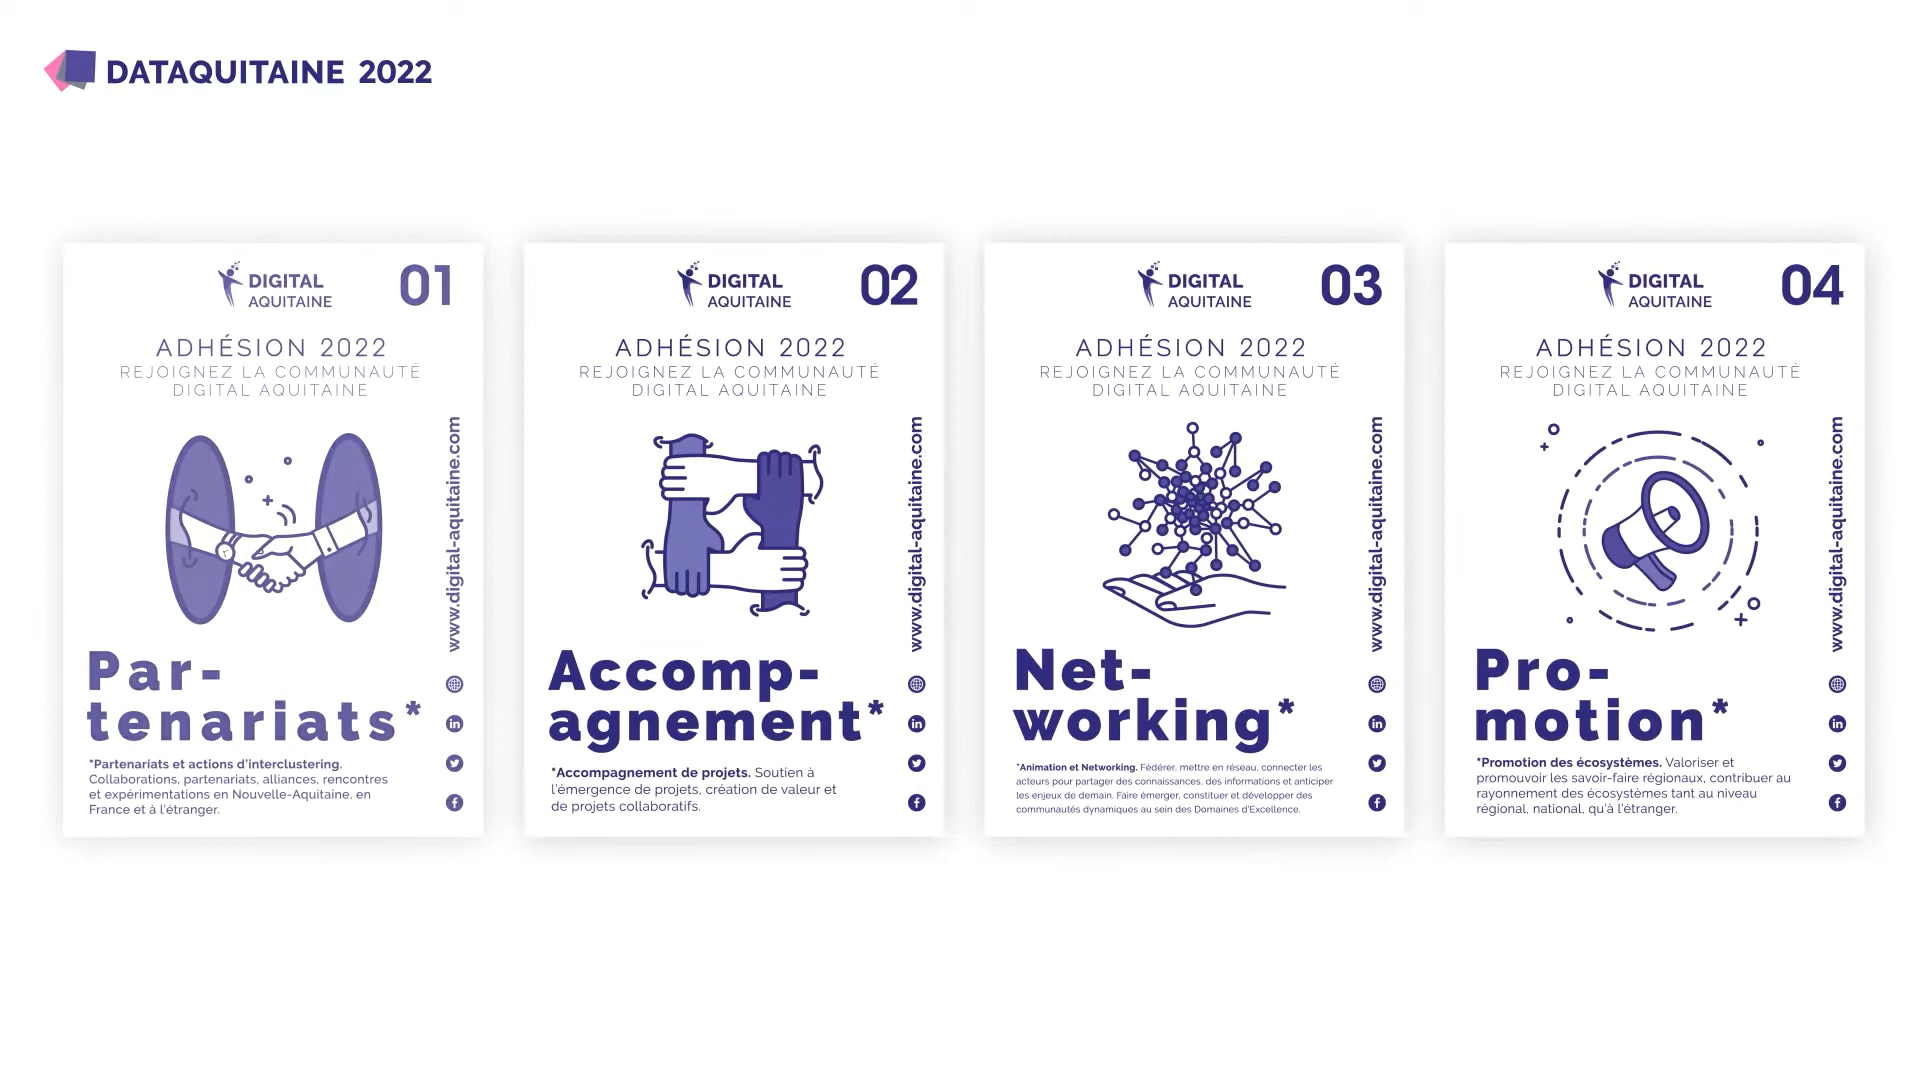 DATAQUITAINE 2022
DIGITAL
AQUITAINE
01
ADHÉSION 2022
REJOIGNEZ LA COMMUNAUTÉ
DIGITAL AQUITAINE
www.digital-aquitaine.com
Par-
tenariats*
*Partenariats et actions d'interclustering.
Collaborations, partenariats, alliances, rencontres
et expérimentations en Nouvelle-Aquitaine, en
France et à l'étranger.
DIGITAL
AQUITAINE
02
ADHÉSION 2022
REJOIGNEZ LA COMMUNAUTÉ
DIGITAL AQUITAINE
www.digital-aquitaine.com
Accomp-
agnement*
*Accompagnement de projets. Soutien à
l'émergence de projets, création de valeur et
de projets collaboratifs.
DIGITAL
AQUITAINE
03
ADHÉSION 2022
REJOIGNEZ LA COMMUNAUTÉ
DIGITAL AQUITAINE
www.digital-aquitaine.com
Net-
working*
*Animation et Networking. Fédérer, mettre en réseau, connecter les
acteurs pour partager des connaissances, des informations et anticiper
les enjeux de demain. Faire émerger, constituer et développer des
communautés dynamiques au sein des Domaines d'Excellence.
DIGITAL
AQUITAINE
04
ADHÉSION 2022
REJOIGNEZ LA COMMUNAUTÉ
DIGITAL AQUITAINE
www.digital-aquitaine.com
Pro-
motion*
*Promotion des écosystèmes. Valoriser et
promouvoir les savoir-faire régionaux, contribuer au
rayonnement des écosystèmes tant au niveau
régional, national, qu'à l'étranger.